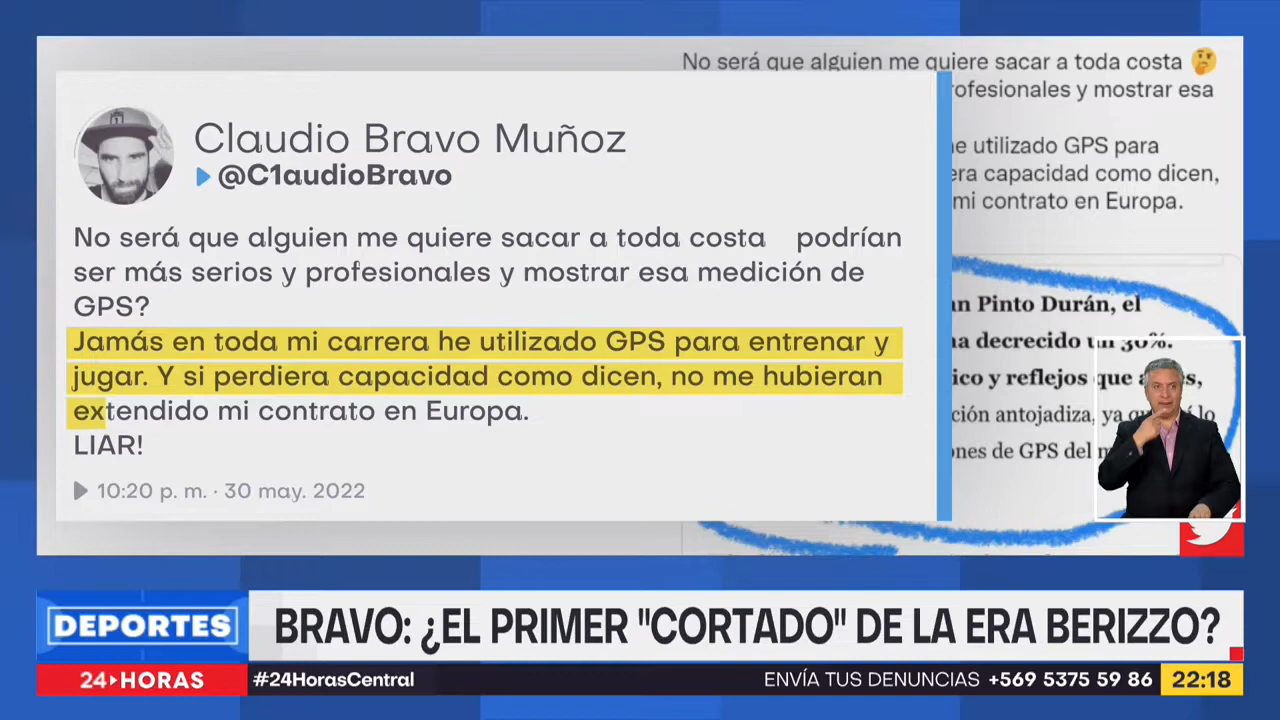 No será que alguien me quiere sacar a toda costa 🤔
ofesionales y mostrar esa
he utilizado GPS para
era capacidad como dicen,
mi contrato en Europa.
an Pinto Durán, el
ha decrecido un 30%.
ico y reflejos que
ción antojadiza, ya
ones de GPS del
Claudio Bravo Muñoz
@C1audioBravo
No será que alguien me quiere sacar a toda costa podrían
ser más serios y profesionales y mostrar esa medición de
GPS?
Jamás en toda mi carrera he utilizado GPS para entrenar y
jugar. Y si perdiera capacidad como dicen, no me hubieran
extendido mi contrato en Europa.
LIAR!
10:20 p. m. · 30 may. 2022
DEPORTES
BRAVO: ¿EL PRIMER "CORTADO" DE LA ERA BERIZZO?
24 HORAS
#24HorasCentral
ENVÍA TUS DENUNCIAS +569 5375 59 86
22:18